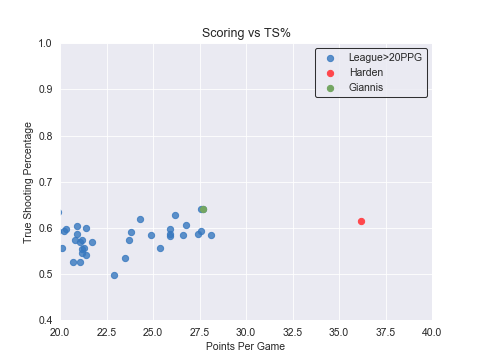 Scoring vs TS%
League>20PPG
Harden
Giannis
True Shooting Percentage
1.0
0.9
0.8
0.7
0.6
0.5
0.4
20.0 22.5 25.0 27.5 30.0 32.5 35.0 37.5 40.0
Points Per Game